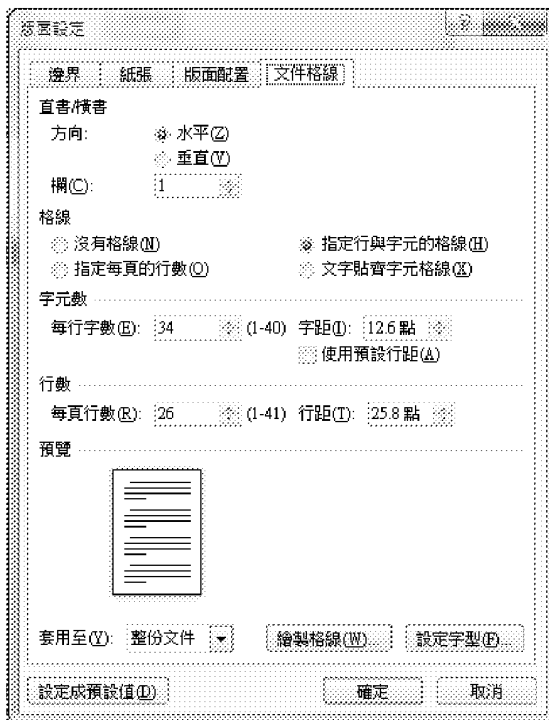 版面設定
邊界 紙張 版面配置 文件格線
直書/橫書
方向: 水平(Z)
垂直(V)
欄(C): 1
格線
沒有格線(N) 指定行與字元的格線(H)
指定每頁的行數(O) 文字貼齊字元格線(X)
字元數
每行字數(E): 34 (1-40) 字距(I): 12.6 點
使用預設行距(A)
行數
每頁行數(R): 26 (1-41) 行距(T): 25.8 點
預覽
套用至(Y): 整份文件 繪製格線(W)... 設定字型(F)...
設定成預設值(D) 確定 取消